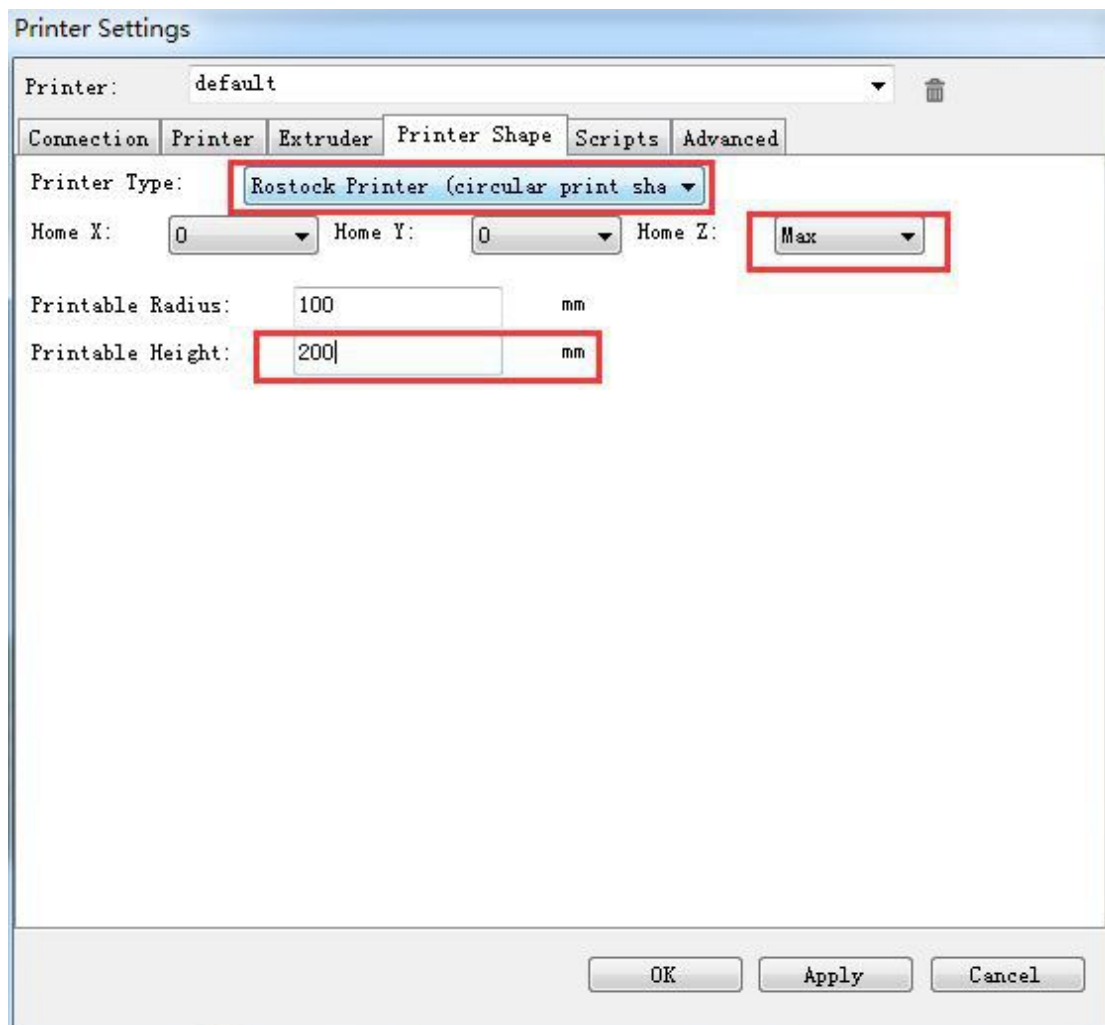 Printer Settings
Printer: default
Connection Printer Extruder Printer Shape Scripts Advanced
Printer Type: Rostock Printer (circular print sha
Home X: 0 Home Y: 0 Home Z: Max
Printable Radius: 100 mm
Printable Height: 200 mm
OK Apply Cancel